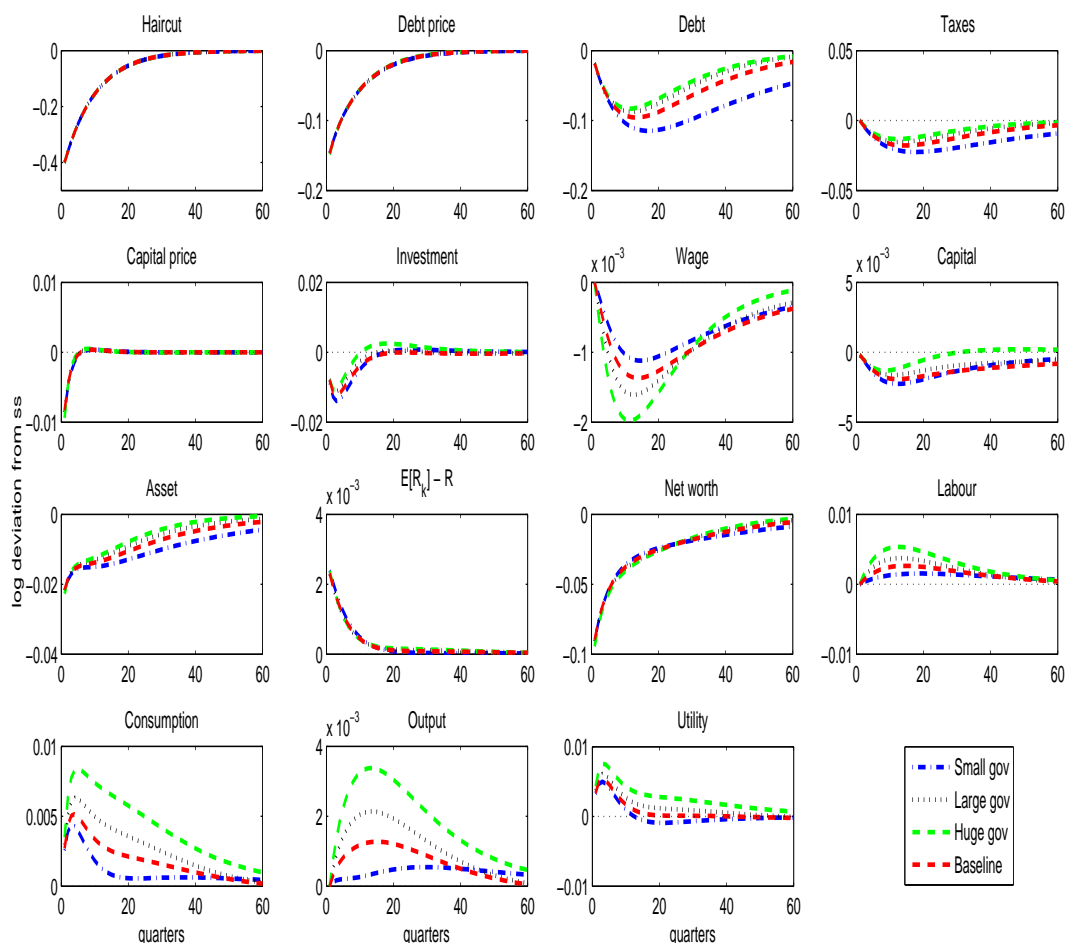 Haircut
Debt price
Debt
Taxes
0
−0.2
−0.4
0 20 40 60
0
−0.1
−0.2
0 20 40 60
0
−0.1
−0.2
0 20 40 60
0.05
0
−0.05
0 20 40 60
Capital price
Investment
Wage
Capital
0.01
0
−0.01
0 20 40 60
0.02
0
−0.02
0 20 40 60
x 10−3
0
−1
−2
0 20 40 60
x 10−3
5
0
−5
0 20 40 60
log deviation from ss
Asset
E[Rk] − R
Net worth
Labour
0
−0.02
−0.04
0 20 40 60
x 10−3
4
2
0
0 20 40 60
0
−0.05
−0.1
0 20 40 60
0.01
0
−0.01
0 20 40 60
Consumption
Output
Utility
0.01
0.005
0
0 20 40 60
quarters
x 10−3
4
2
0
0 20 40 60
quarters
0.01
0
−0.01
0 20 40 60
quarters
Small gov
Large gov
Huge gov
Baseline